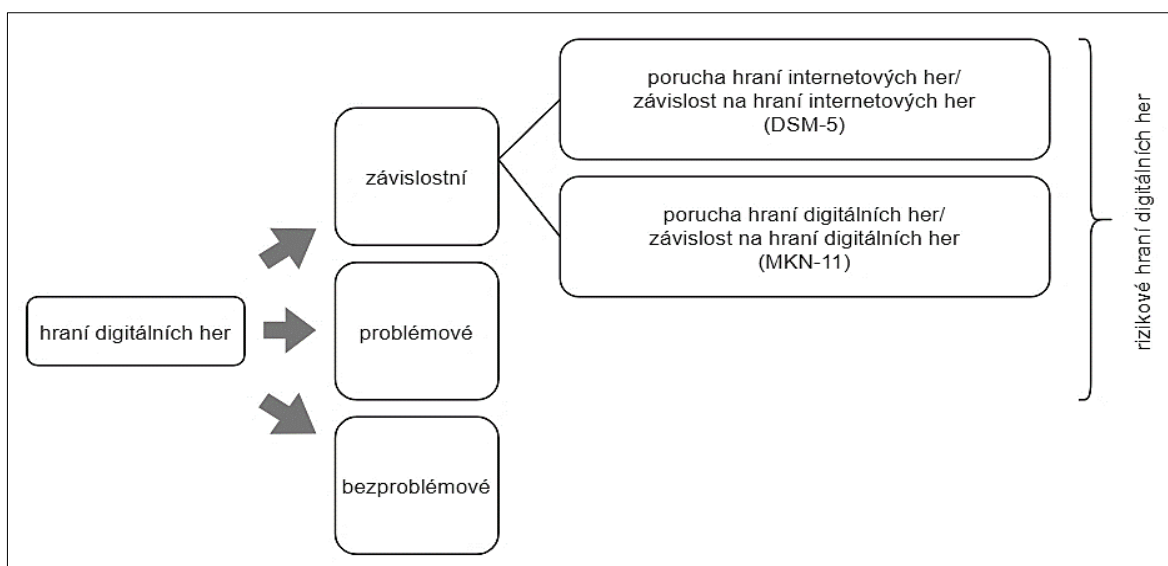 hraní digitálních her
závislostní
problémové
bezproblémové
porucha hraní internetových her/
závislost na hraní internetových her
(DSM-5)
porucha hraní digitálních her/
závislost na hraní digitálních her
(MKN-11)
rizikové hraní digitálních her